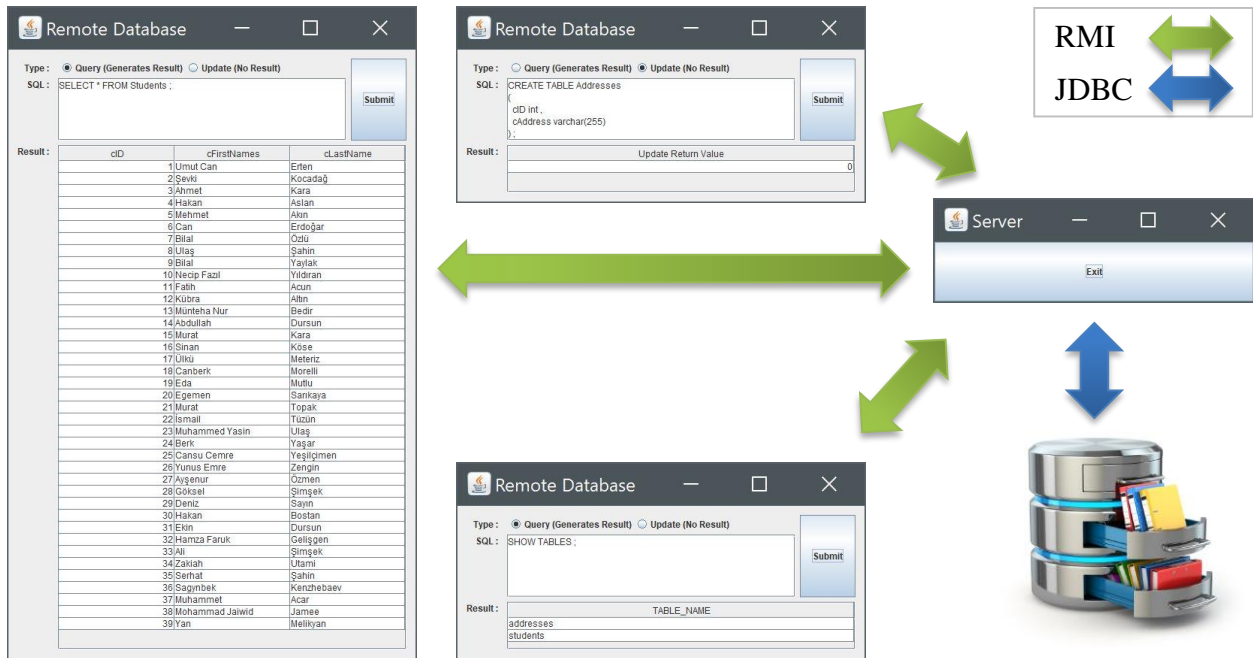 Remote Database
Type : Query (Generates Result) Update (No Result)
SQL : SELECT * FROM Students ;
Submit
Result :
cID cFirstNames cLastName
1 Umut Can Erten
2 Şevki Kocadağ
3 Ahmet Kara
4 Hakan Aslan
5 Mehmet Akın
6 Can Erdoğar
7 Bilal Özlü
8 Ulaş Şahin
9 Bilal Yaylak
10 Necip Fazıl Yıldıran
11 Fatih Acun
12 Kübra Altın
13 Münteha Nur Bedir
14 Abdullah Dursun
15 Murat Kara
16 Sinan Köse
17 Ülkü Meteriz
18 Canberk Morelli
19 Eda Mutlu
20 Egemen Sarıkaya
21 Murat Topak
22 İsmail Tüzün
23 Muhammed Yasin Ulaş
24 Berk Yaşar
25 Cansu Cemre Yeşilçimen
26 Yunus Emre Zengin
27 Ayşenur Özmen
28 Göksel Şimşek
29 Deniz Sayın
30 Hakan Bostan
31 Ekin Dursun
32 Hamza Faruk Gelişgen
33 Ali Şimşek
34 Zakiah Utami
35 Serhat Şahin
36 Sagynbek Kenzhebaev
37 Muhammet Acar
38 Mohammad Jaiwid Jamee
39 Yan Melikyan
Remote Database
Type : Query (Generates Result) Update (No Result)
SQL : CREATE TABLE Addresses
(
cID int ,
cAddress varchar(255)
) ;
Submit
Result :
Update Return Value
0
RMI
JDBC
Server
Exit
Remote Database
Type : Query (Generates Result) Update (No Result)
SQL : SHOW TABLES ;
Submit
Result :
TABLE_NAME
addresses
students